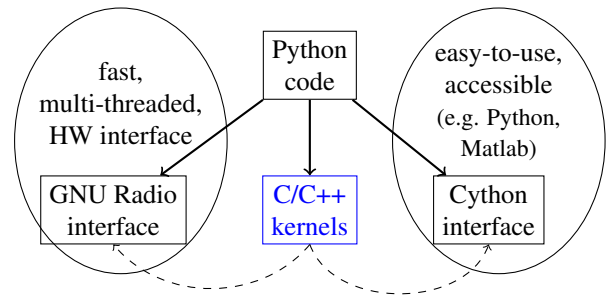 fast,
multi-threaded,
HW interface
Python
code
easy-to-use,
accessible
(e.g. Python,
Matlab)
GNU Radio
interface
C/C++
kernels
Cython
interface